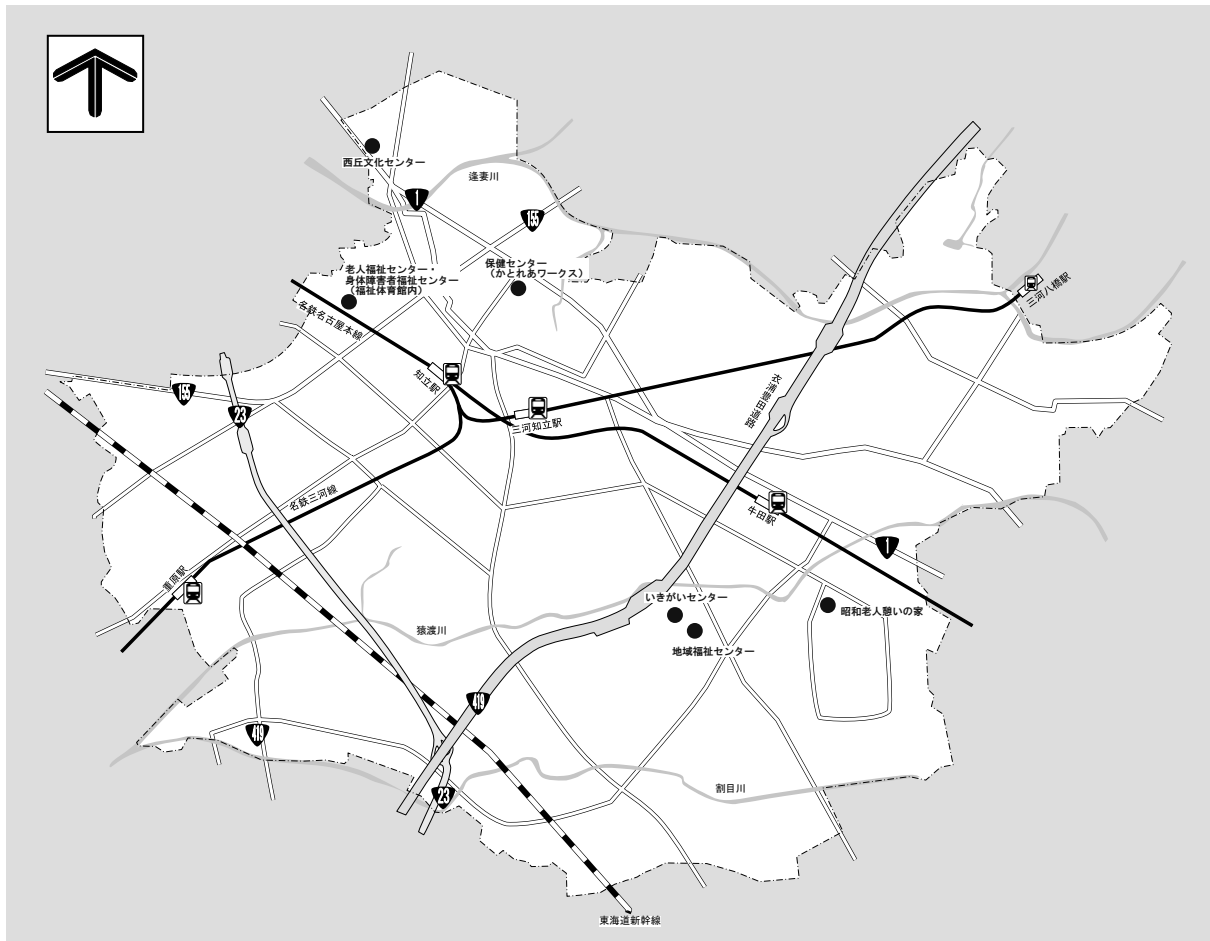 西丘文化センター
逢妻川
1
155
保健センター
（かとれあワークス）
老人福祉センター・
身体障害者福祉センター
（福祉体育館内）
名鉄名古屋本線
三河八橋駅
知立駅
衣浦豊田道路
155
23
三河知立駅
名鉄三河線
牛田駅
1
重原駅
いきがいセンター
昭和老人憩いの家
猿渡川
地域福祉センター
419
419
割目川
23
東海道新幹線